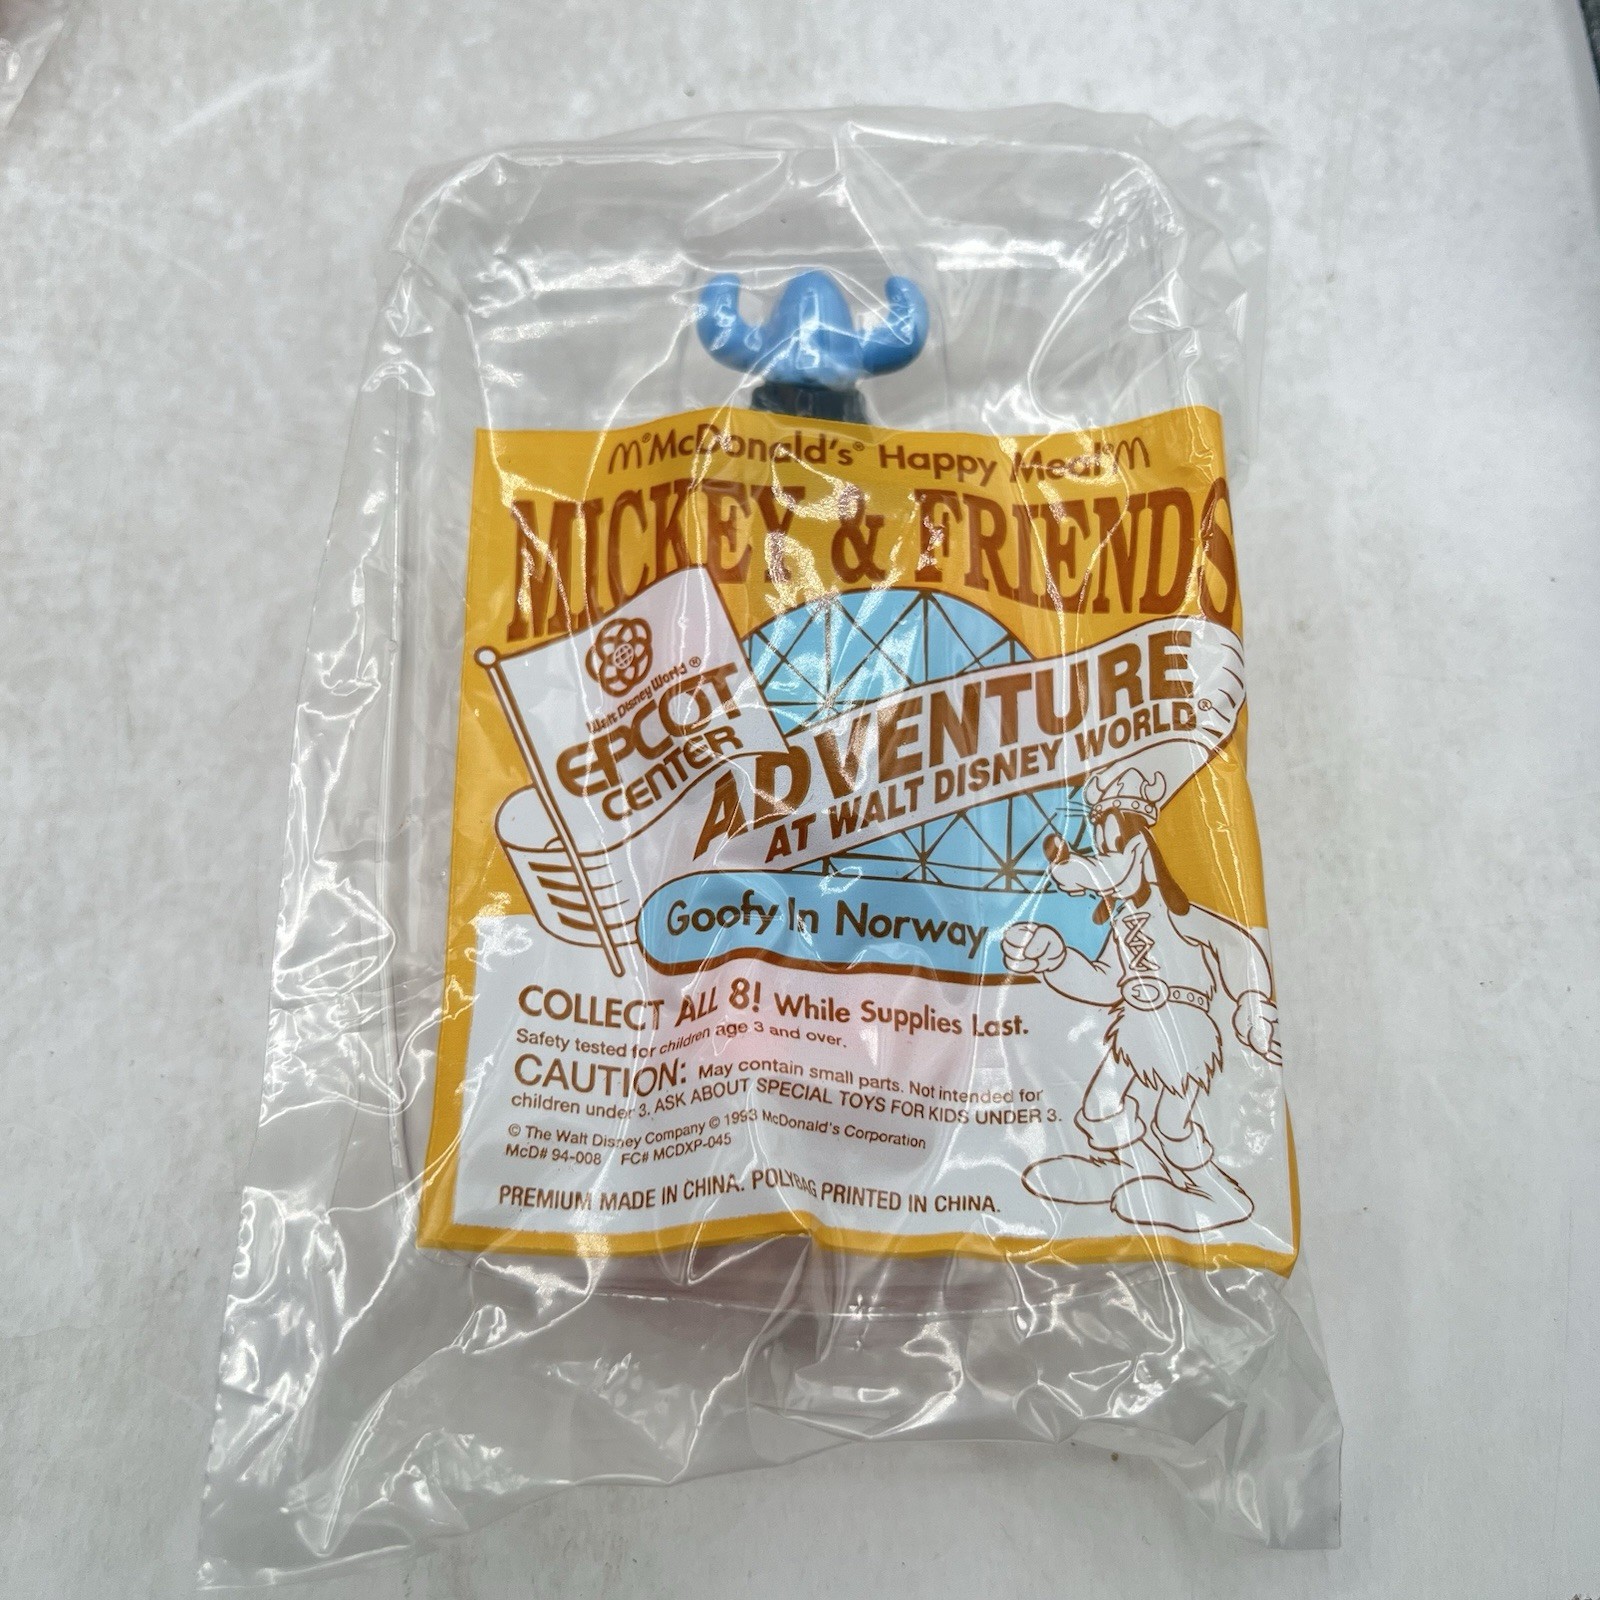 McDonald's® Happy Meal®
MICKEY & FRIENDS
Walt Disney World®
EPCOT
CENTER
ADVENTURE
AT WALT DISNEY WORLD®
Goofy In Norway
COLLECT ALL 8! While Supplies Last.
Safety tested for children age 3 and over.
CAUTION: May contain small parts. Not intended for
children under 3. ASK ABOUT SPECIAL TOYS FOR KIDS UNDER 3.
© The Walt Disney Company © 1993 McDonald's Corporation
McD# 94-008 FC# MCDXP-045
PREMIUM MADE IN CHINA. POLYBAG PRINTED IN CHINA.